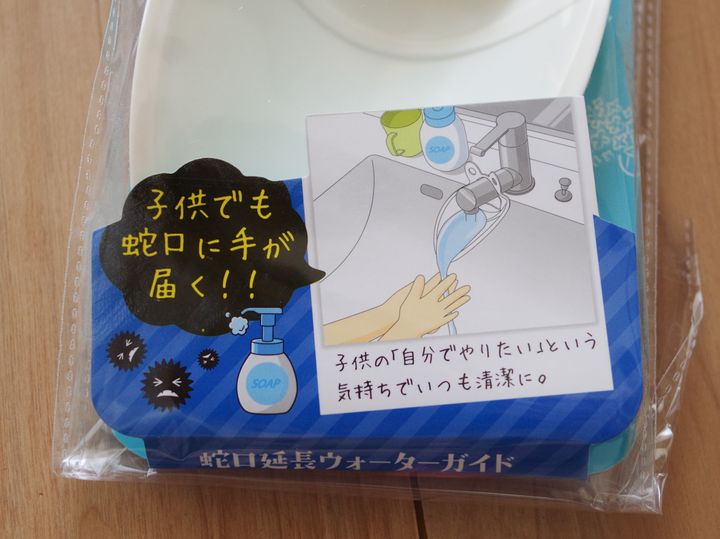 子供でも
蛇口に手が
届く!!
SOAP
SOAP
子供の「自分でやりたい」という
気持ちでいつも清潔に。
蛇口延長ウォーターガイド